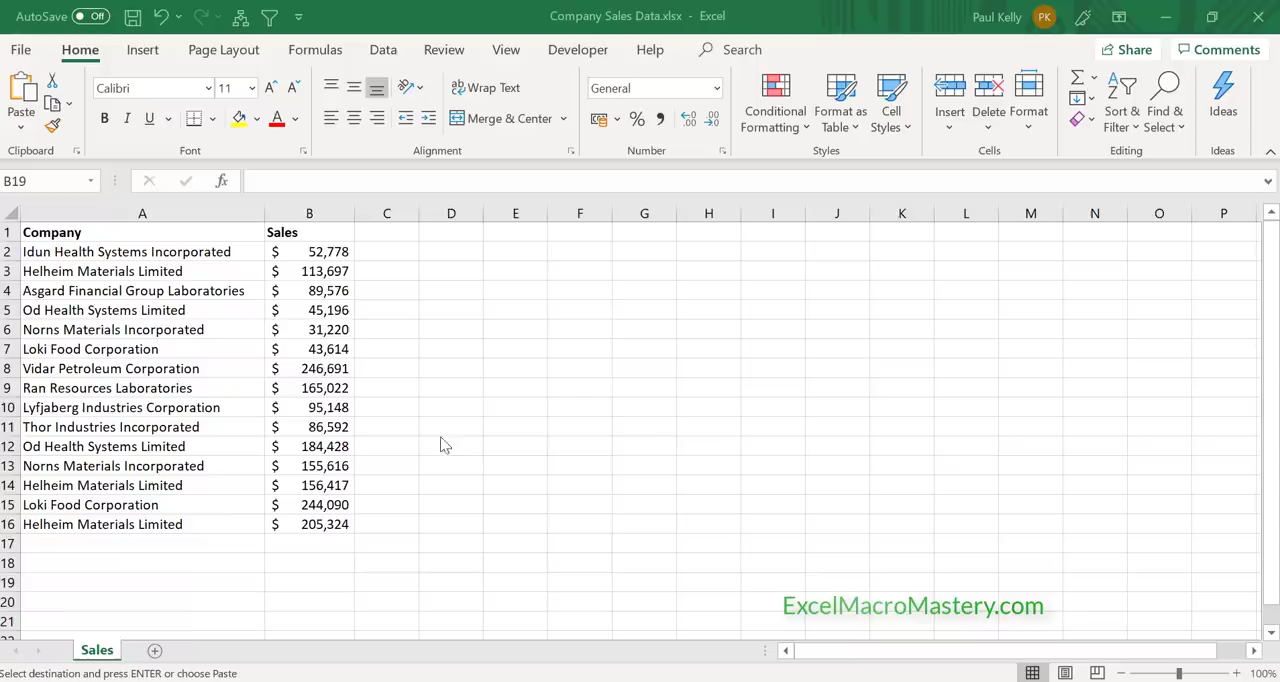 AutoSave Off
Company Sales Data.xlsx - Excel
Paul Kelly PK
File Home Insert Page Layout Formulas Data Review View Developer Help Search Share Comments
Paste
Clipboard
Calibri 11
B I U A
Font
Wrap Text
Merge & Center
Alignment
General
% ,
Number
Conditional Formatting
Format as Table
Cell Styles
Styles
Insert Delete Format
Cells
Sort & Filter
Find & Select
Editing
Ideas
Ideas
B19 fx
A B C D E F G H I J K L M N O P
1 Company Sales
2 Idun Health Systems Incorporated $ 52,778
3 Helheim Materials Limited $ 113,697
4 Asgard Financial Group Laboratories $ 89,576
5 Od Health Systems Limited $ 45,196
6 Norns Materials Incorporated $ 31,220
7 Loki Food Corporation $ 43,614
8 Vidar Petroleum Corporation $ 246,691
9 Ran Resources Laboratories $ 165,022
10 Lyfjaberg Industries Corporation $ 95,148
11 Thor Industries Incorporated $ 86,592
12 Od Health Systems Limited $ 184,428
13 Norns Materials Incorporated $ 155,616
14 Helheim Materials Limited $ 156,417
15 Loki Food Corporation $ 244,090
16 Helheim Materials Limited $ 205,324
17
18
19
20
ExcelMacroMastery.com
21
Sales
Select destination and press ENTER or choose Paste
100%